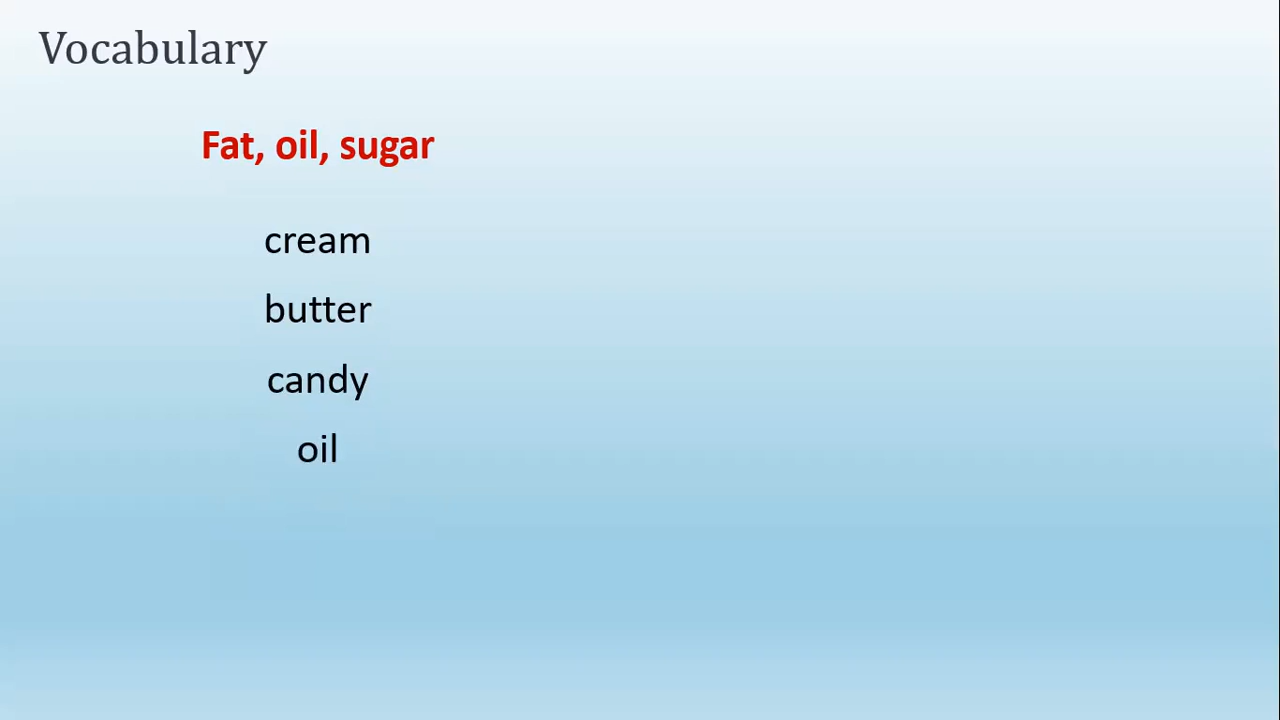 Vocabulary
Fat, oil, sugar
cream
butter
candy
oil